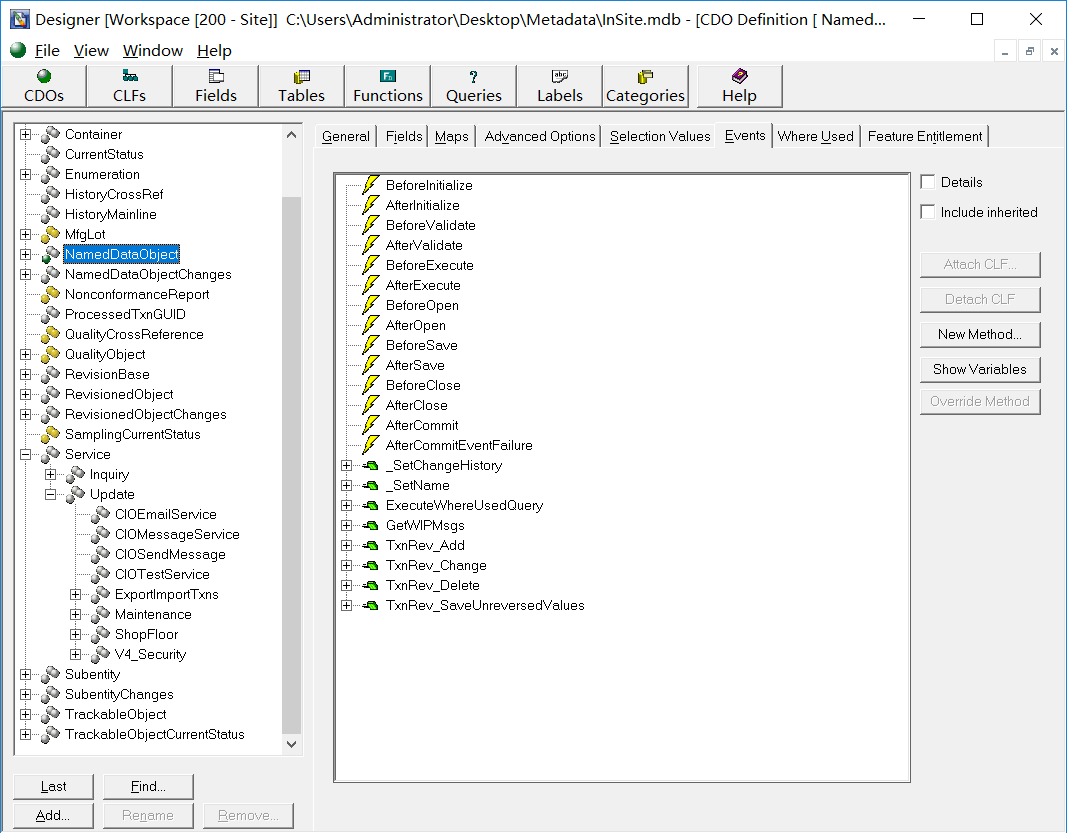 Designer [Workspace [200 - Site]]  C:\Users\Administrator\Desktop\Metadata\InSite.mdb - [CDO Definition [ Named...
File View Window Help
CDOs CLFs Fields Tables Functions Queries Labels Categories Help
Container
CurrentStatus
Enumeration
HistoryCrossRef
HistoryMainline
MfgLot
NamedDataObject
NamedDataObjectChanges
NonconformanceReport
ProcessedTxnGUID
QualityCrossReference
QualityObject
RevisionBase
RevisionedObject
RevisionedObjectChanges
SamplingCurrentStatus
Service
Inquiry
Update
CIOEmailService
CIOMessageService
CIOSendMessage
CIOTestService
ExportImportTxns
Maintenance
ShopFloor
V4_Security
Subentity
SubentityChanges
TrackableObject
TrackableObjectCurrentStatus
Last Find...
Add... Rename Remove...
General Fields Maps Advanced Options Selection Values Events Where Used Feature Entitlement
BeforeInitialize
AfterInitialize
BeforeValidate
AfterValidate
BeforeExecute
AfterExecute
BeforeOpen
AfterOpen
BeforeSave
AfterSave
BeforeClose
AfterClose
AfterCommit
AfterCommitEventFailure
_SetChangeHistory
_SetName
ExecuteWhereUsedQuery
GetWIPMsgs
TxnRev_Add
TxnRev_Change
TxnRev_Delete
TxnRev_SaveUnreversedValues
Details
Include inherited
Attach CLF...
Detach CLF
New Method...
Show Variables
Override Method